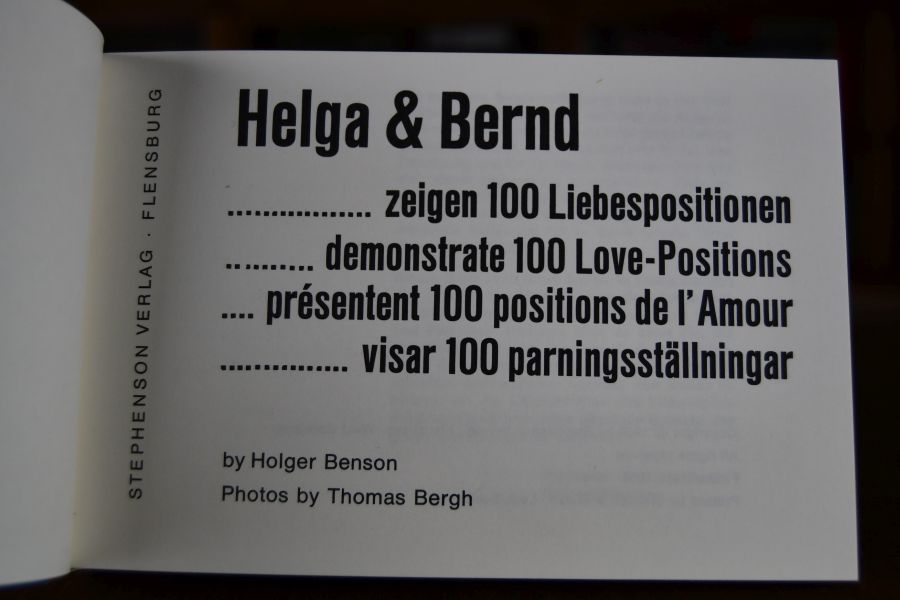 STEPHENSON VERLAG · FLENSBURG
Helga & Bernd
................. zeigen 100 Liebespositionen
.......... demonstrate 100 Love-Positions
.... présentent 100 positions de l'Amour
............... visar 100 parningsställningar
by Holger Benson
Photos by Thomas Bergh